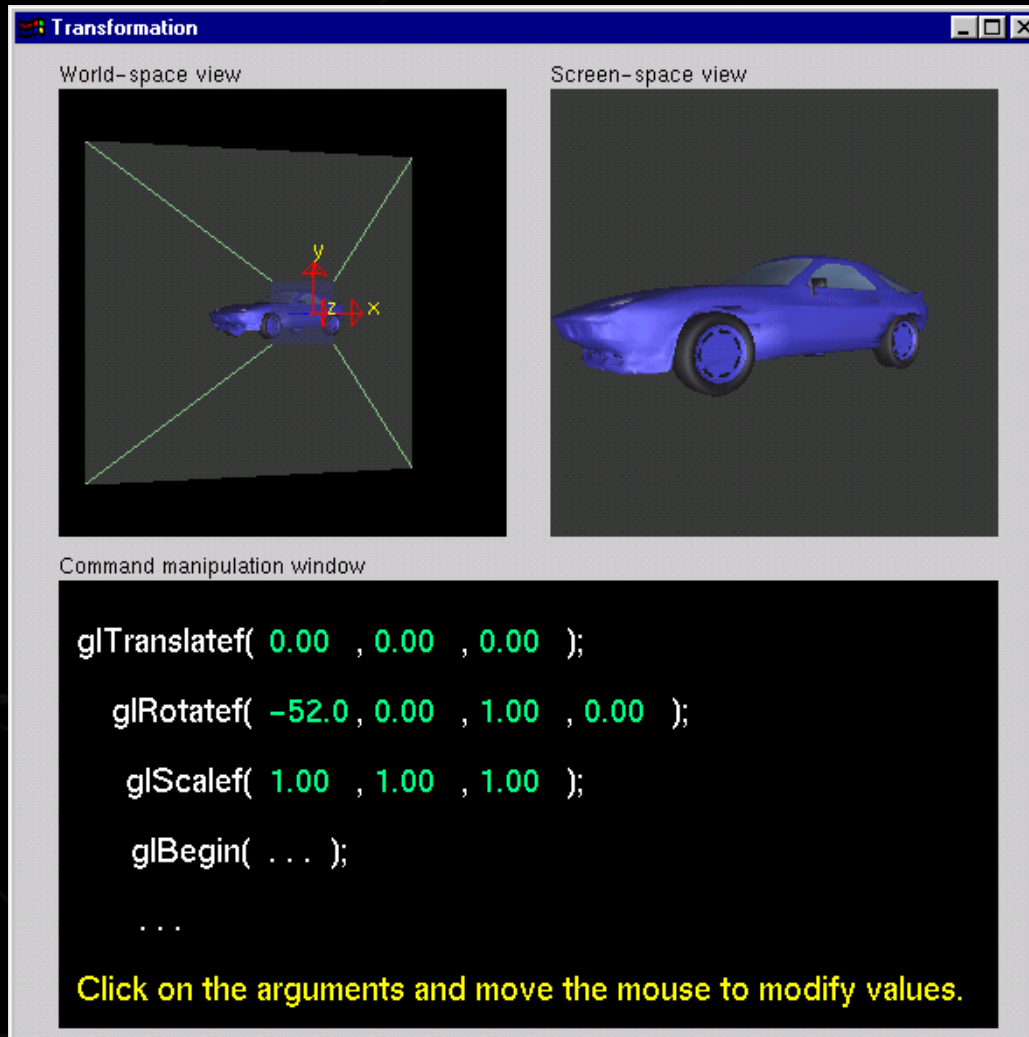 Transformation
World-space view
Screen-space view
y
z x
Command manipulation window
glTranslatef( 0.00 , 0.00 , 0.00 );
glRotatef( -52.0 , 0.00 , 1.00 , 0.00 );
glScalef( 1.00 , 1.00 , 1.00 );
glBegin( . . . );
. . .
Click on the arguments and move the mouse to modify values.